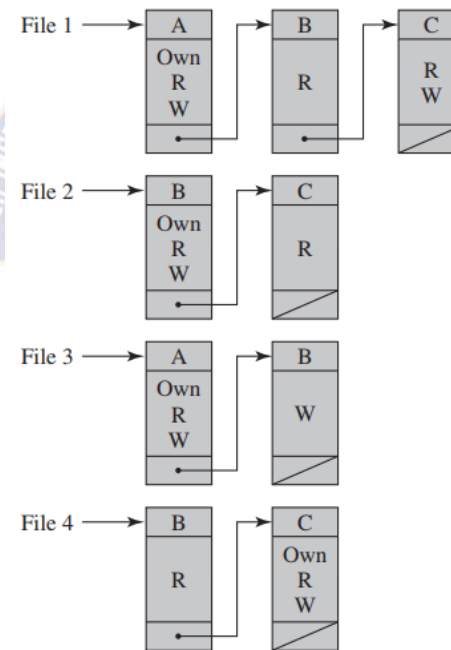 File 1 A B C
Own
R R R
W W
File 2 B C
Own
R R
W
File 3 A B
Own
R W
W
File 4 B C
Own
R R
W